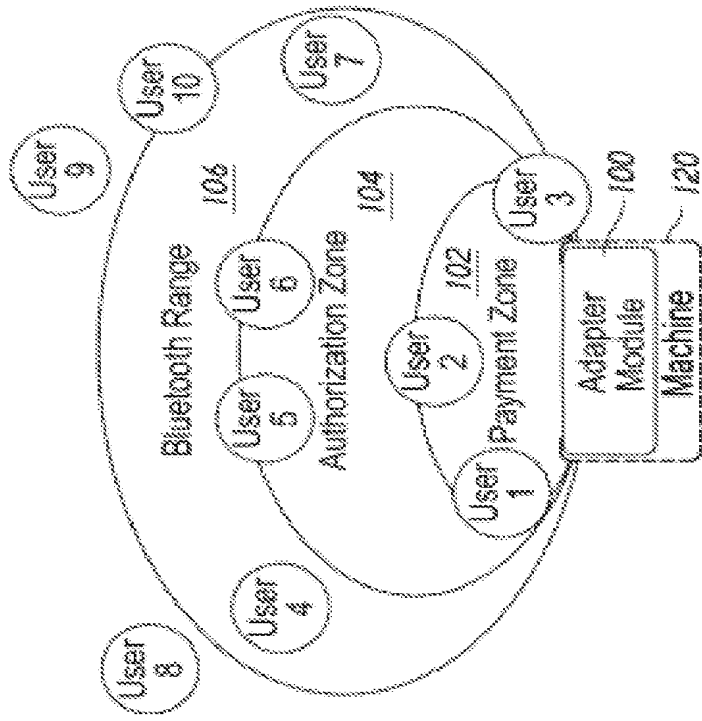 User
9
User
10
User
7
106
Bluetooth Range
User
8
User
4
User
5
User
6
104
Authorization Zone
User
1
User
2
User
3
102
Payment Zone
100
Adapter
Module
120
Machine